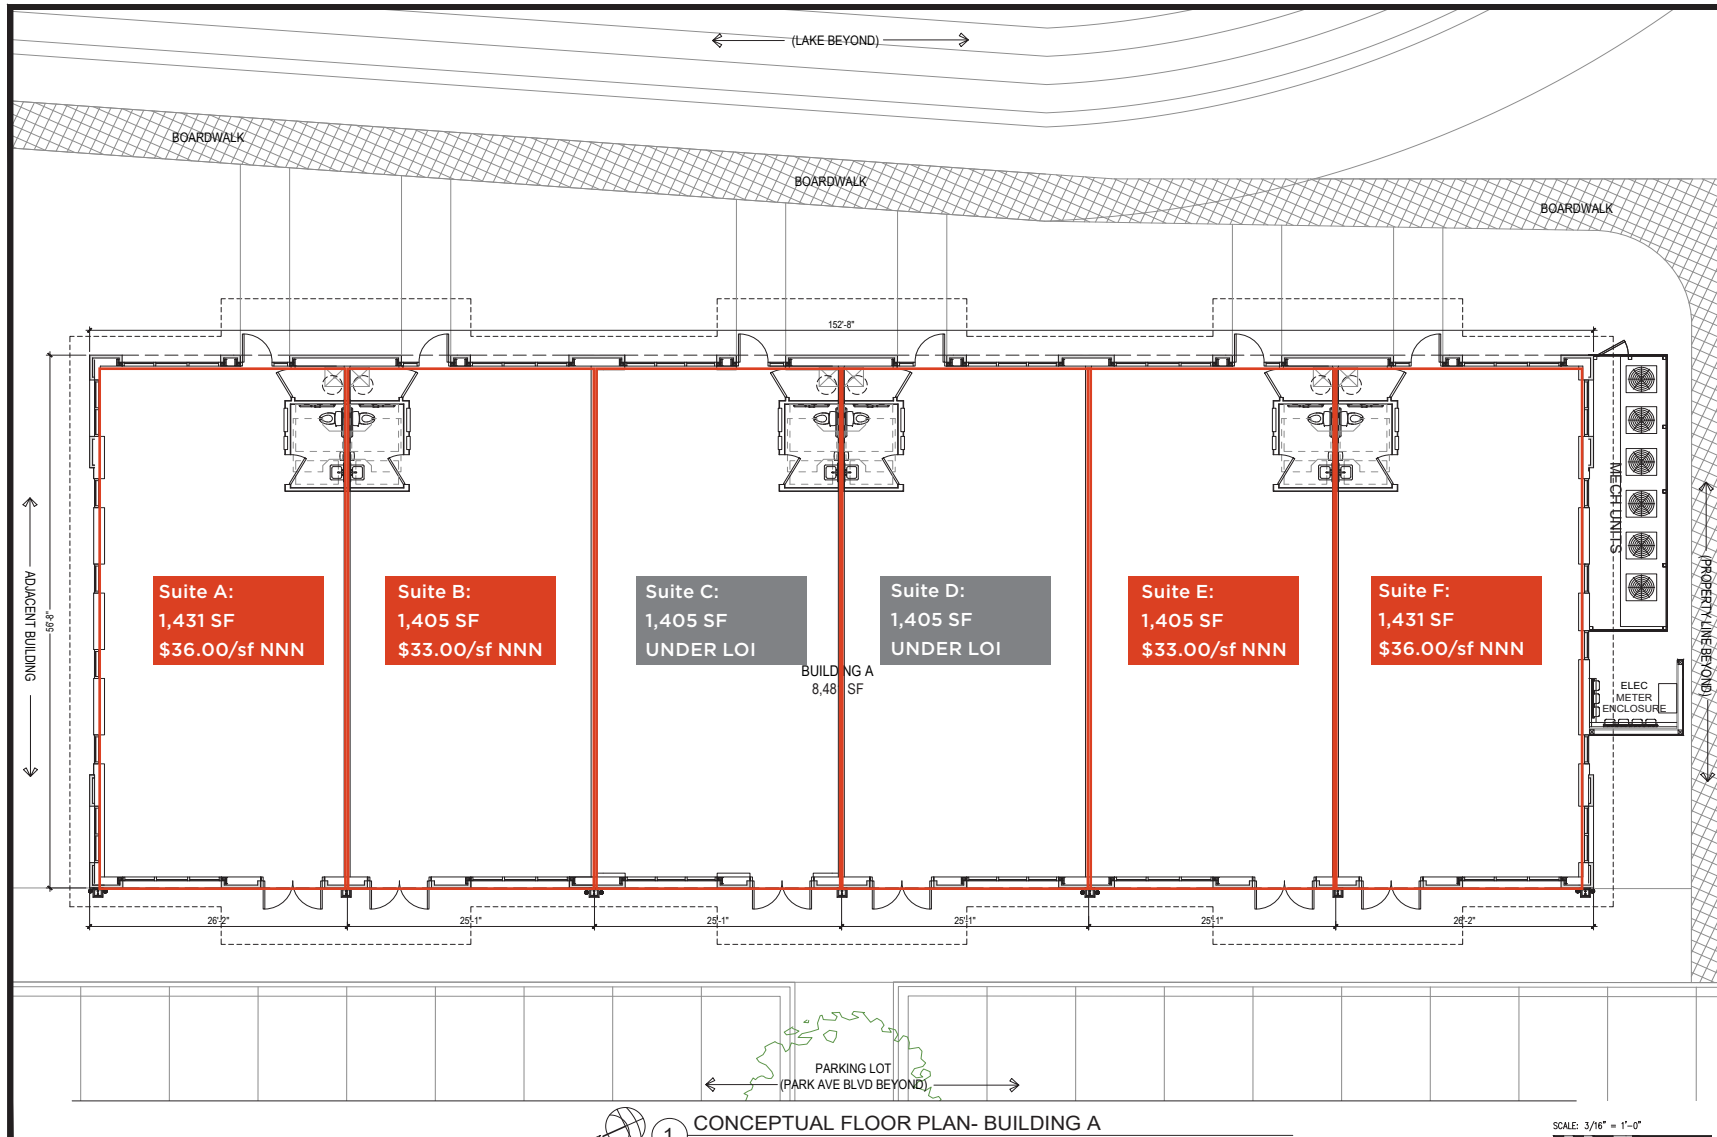 (LAKE BEYOND)
BOARDWALK
BOARDWALK
BOARDWALK
152'-8"
ADJACENT BUILDING
56'-8"
MECH UNITS
(PROPERTY LINE BEYOND)
Suite A:
1,431 SF
$36.00/sf NNN
Suite B:
1,405 SF
$33.00/sf NNN
Suite C:
1,405 SF
UNDER LOI
Suite D:
1,405 SF
UNDER LOI
Suite E:
1,405 SF
$33.00/sf NNN
Suite F:
1,431 SF
$36.00/sf NNN
BUILDING A
SF
ELEC
METER
ENCLOSURE
26'-2"
25'-1"
25'-1"
25'-1"
25'-1"
26'-2"
PARKING LOT
(PARK AVE BLVD BEYOND)
1
CONCEPTUAL FLOOR PLAN- BUILDING A
SCALE: 3/16" = 1'-0"